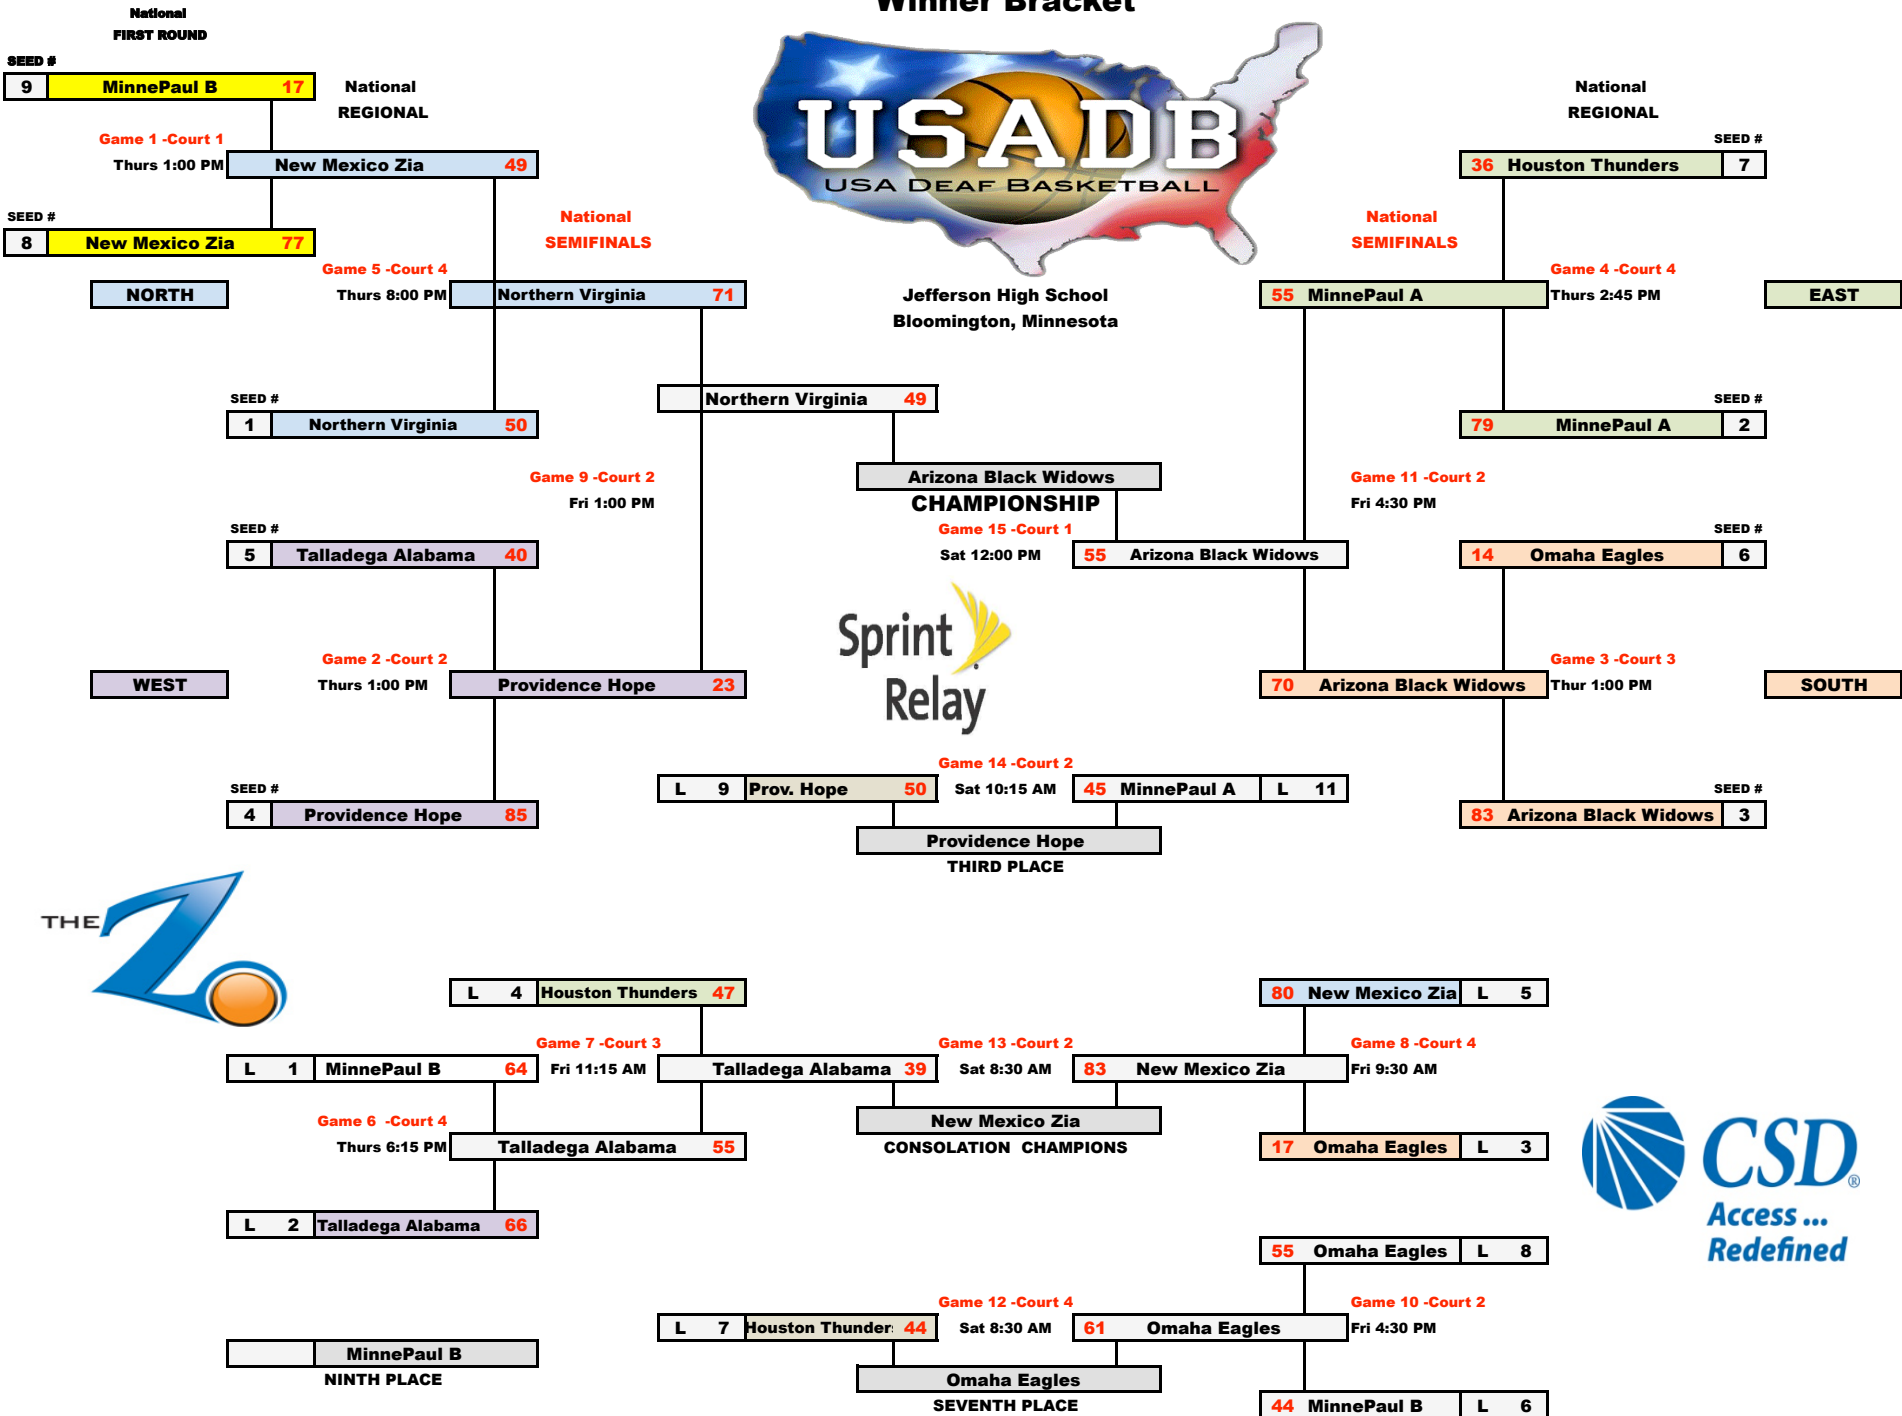 Winner Bracket
National
FIRST ROUND
SEED #
9 MinnePaul B 17
National
REGIONAL
Game 1 -Court 1
Thurs 1:00 PM
New Mexico Zia 49
SEED #
8 New Mexico Zia 77
NORTH
National
SEMIFINALS
Game 5 -Court 4
Thurs 8:00 PM
Northern Virginia 71
SEED #
1 Northern Virginia 50
Northern Virginia 49
Game 9 -Court 2
Fri 1:00 PM
SEED #
5 Talladega Alabama 40
Game 2 -Court 2
Thurs 1:00 PM
WEST
Providence Hope 23
SEED #
4 Providence Hope 85
USADB
USA DEAF BASKETBALL
Jefferson High School
Bloomington, Minnesota
Arizona Black Widows
CHAMPIONSHIP
Game 15 -Court 1
Sat 12:00 PM
55 Arizona Black Widows
Sprint
Relay
National
REGIONAL
SEED #
36 Houston Thunders 7
National
SEMIFINALS
Game 4 -Court 4
Thurs 2:45 PM
55 MinnePaul A
EAST
SEED #
79 MinnePaul A 2
Game 11 -Court 2
Fri 4:30 PM
SEED #
14 Omaha Eagles 6
Game 3 -Court 3
Thur 1:00 PM
70 Arizona Black Widows
SOUTH
SEED #
83 Arizona Black Widows 3
Game 14 -Court 2
L 9 Prov. Hope 50
Sat 10:15 AM
45 MinnePaul A L 11
Providence Hope
THIRD PLACE
THE Z
L 4 Houston Thunders 47
Game 7 -Court 3
L 1 MinnePaul B 64
Fri 11:15 AM
Talladega Alabama 39
Game 6 -Court 4
Thurs 6:15 PM
Talladega Alabama 55
L 2 Talladega Alabama 66
Game 13 -Court 2
Sat 8:30 AM
83 New Mexico Zia
New Mexico Zia
CONSOLATION CHAMPIONS
80 New Mexico Zia L 5
Game 8 -Court 4
Fri 9:30 AM
17 Omaha Eagles L 3
CSD®
Access ...
Redefined
55 Omaha Eagles L 8
Game 12 -Court 4
Game 10 -Court 2
L 7 Houston Thunder 44
Sat 8:30 AM
61 Omaha Eagles
Fri 4:30 PM
MinnePaul B
NINTH PLACE
Omaha Eagles
SEVENTH PLACE
44 MinnePaul B L 6